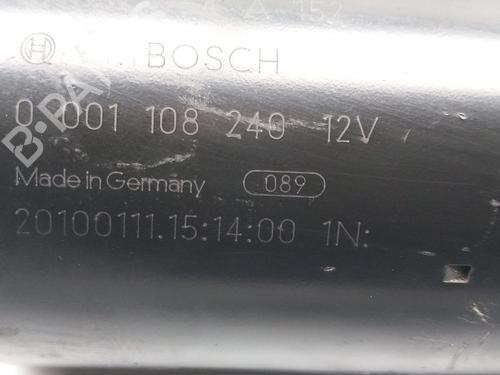 BOSCH
0 001 108 240 12V
Made in Germany 089
20100111.15:14:00 1N: